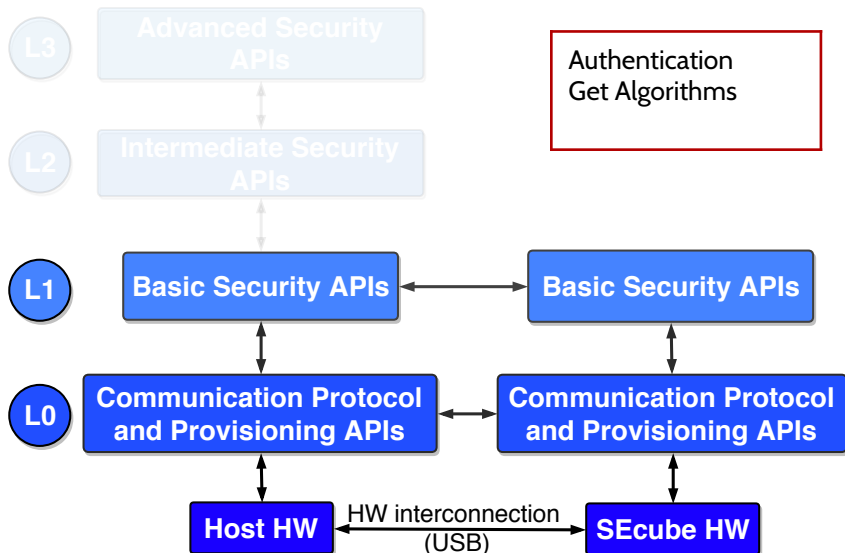 L3
Advanced Security
APIs
Authentication
Get Algorithms
L2
Intermediate Security
APIs
L1
Basic Security APIs
Basic Security APIs
L0
Communication Protocol
and Provisioning APIs
Communication Protocol
and Provisioning APIs
Host HW
HW interconnection
(USB)
SEcube HW